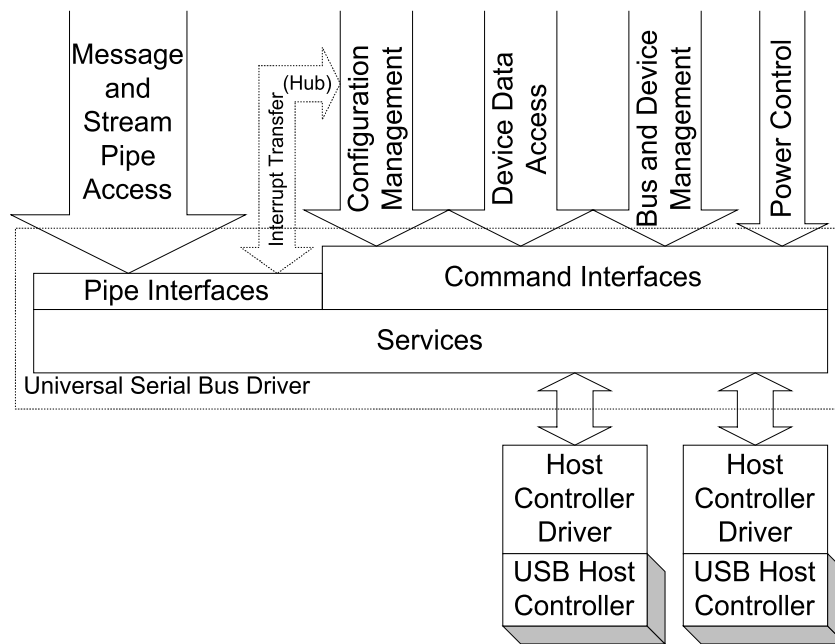 Message
and
Stream
Pipe
Access
Interrupt Transfer
(Hub)
Configuration
Management
Device Data
Access
Bus and Device
Management
Power Control
Pipe Interfaces
Command Interfaces
Services
Universal Serial Bus Driver
Host
Controller
Driver
USB Host
Controller
Host
Controller
Driver
USB Host
Controller